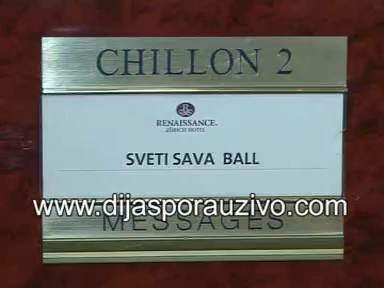 CHILLON 2
RENAISSANCE.
ZÜRICH HOTEL
SVETI SAVA BALL
www.dijasporauzivo.com
MESSAGES